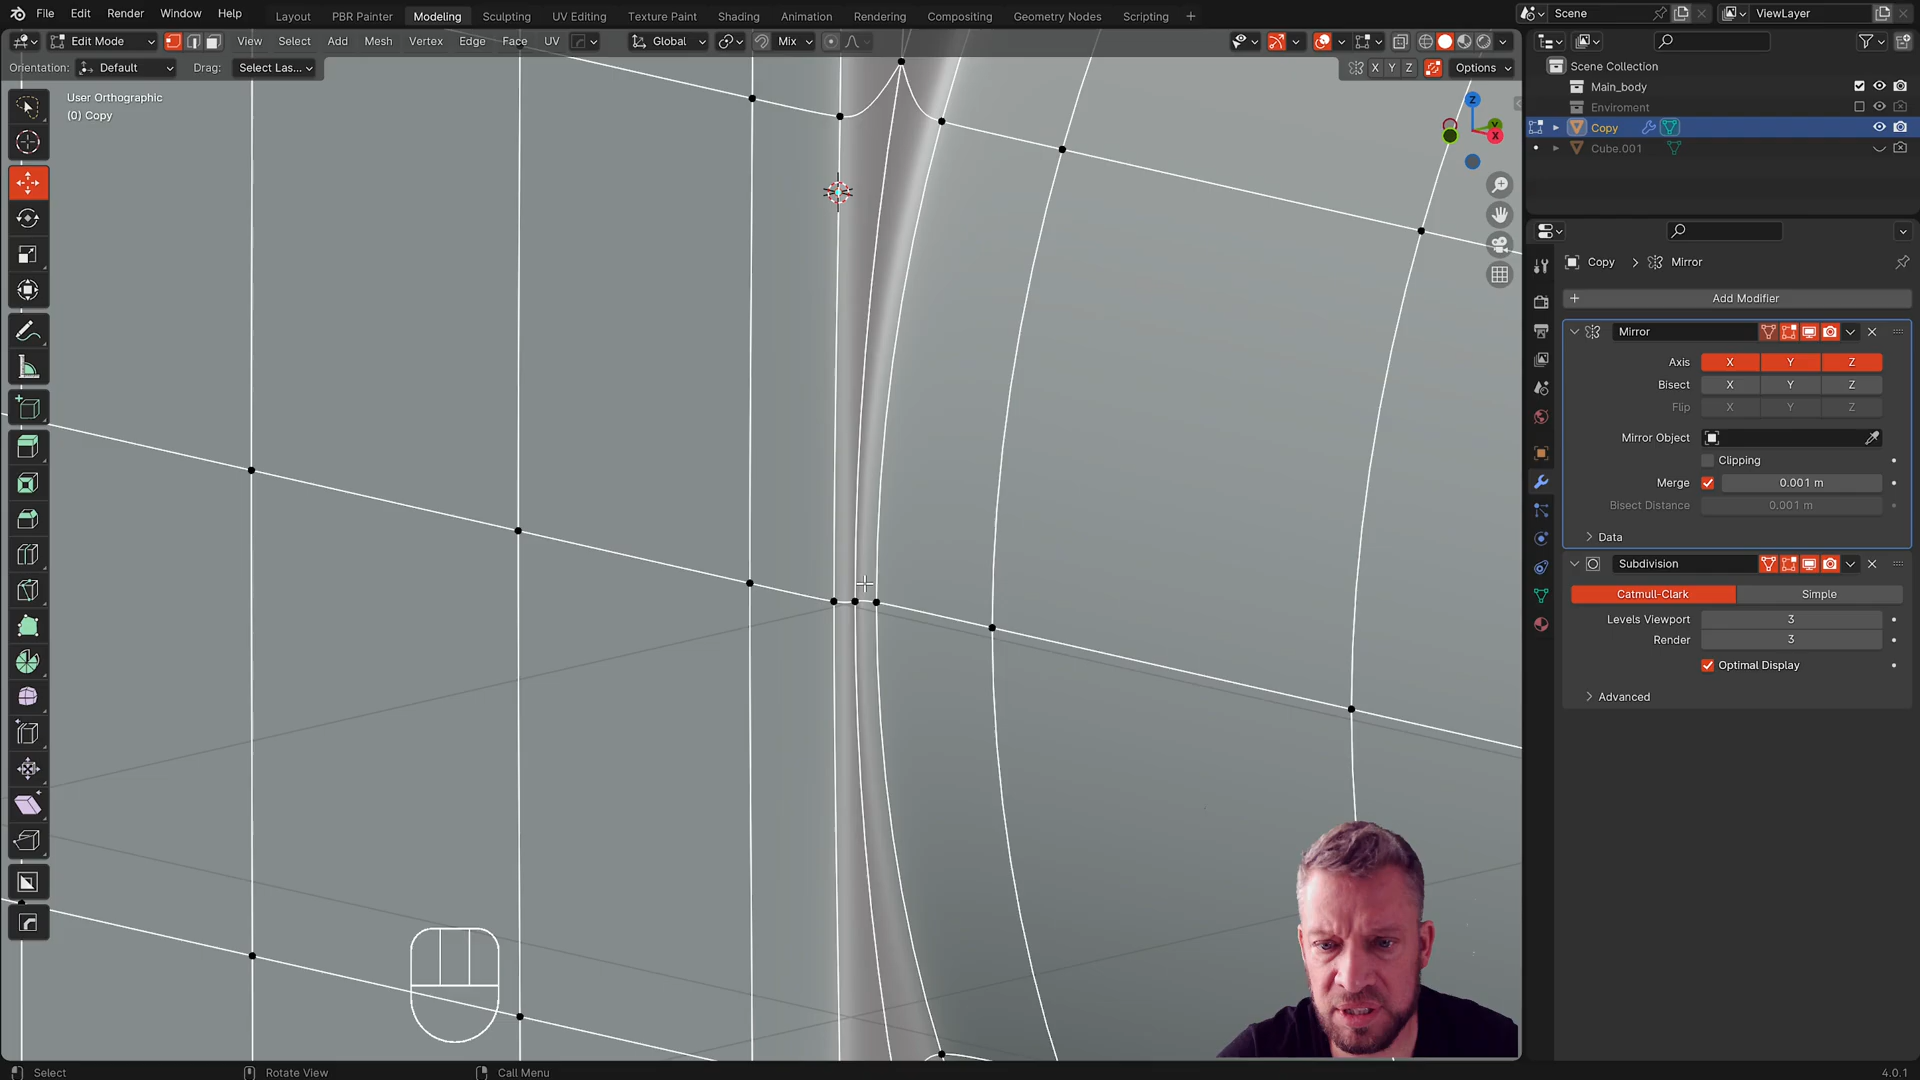 File Edit Render Window Help Layout PBR Painter Modeling Sculpting UV Editing Texture Paint Shading Animation Rendering Compositing Geometry Nodes Scripting + Scene ViewLayer
Edit Mode View Select Add Mesh Vertex Edge Face UV Global Mix
Orientation: Default Drag: Select Las... X Y Z Options
User Orthographic
(0) Copy
Z
Y
X
Scene Collection
Main_body
Enviroment
Copy
Cube.001
Copy > Mirror
+ Add Modifier
Mirror
Axis X Y Z
Bisect X Y Z
Flip X Y Z
Mirror Object
Clipping
Merge 0.001 m
Bisect Distance 0.001 m
Data
Subdivision
Catmull-Clark Simple
Levels Viewport 3
Render 3
Optimal Display
Advanced
Select Rotate View Call Menu 4.0.1